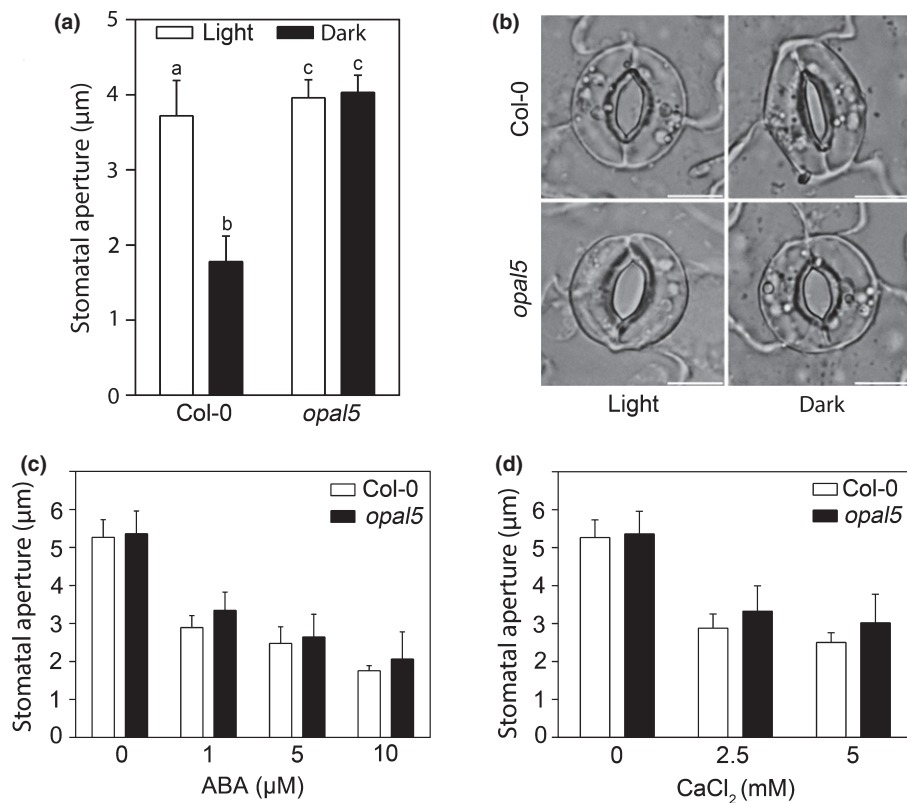 (a)
Light Dark
Stomatal aperture (µm)
5
4
3
2
1
0
a
b
c c
Col-0 opal5
(b)
Col-0
opal5
Light Dark
(c)
Col-0
opal5
Stomatal aperture (µm)
6
5
4
3
2
1
0
0 1 5 10
ABA (µM)
(d)
Col-0
opal5
Stomatal aperture (µm)
6
5
4
3
2
1
0
0 2.5 5
CaCl₂ (mM)